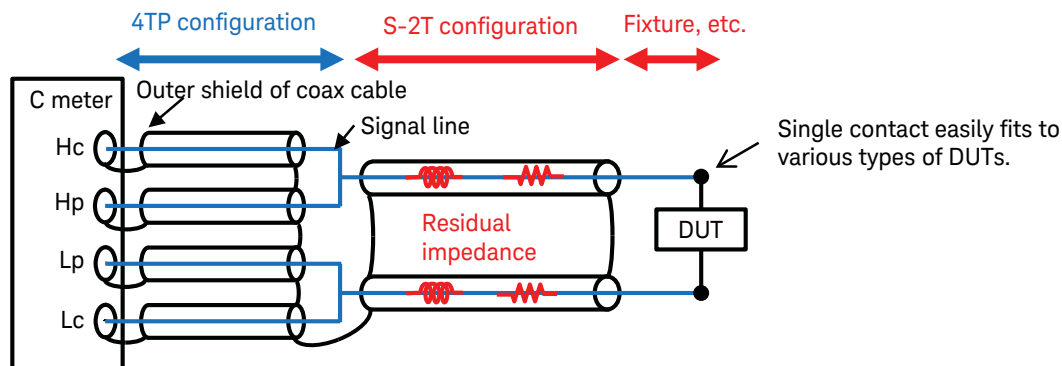 4TP configuration
S-2T configuration
Fixture, etc.
C meter
Outer shield of coax cable
Signal line
Hc
Hp
Lp
Lc
Residual
impedance
Single contact easily fits to
various types of DUTs.
DUT